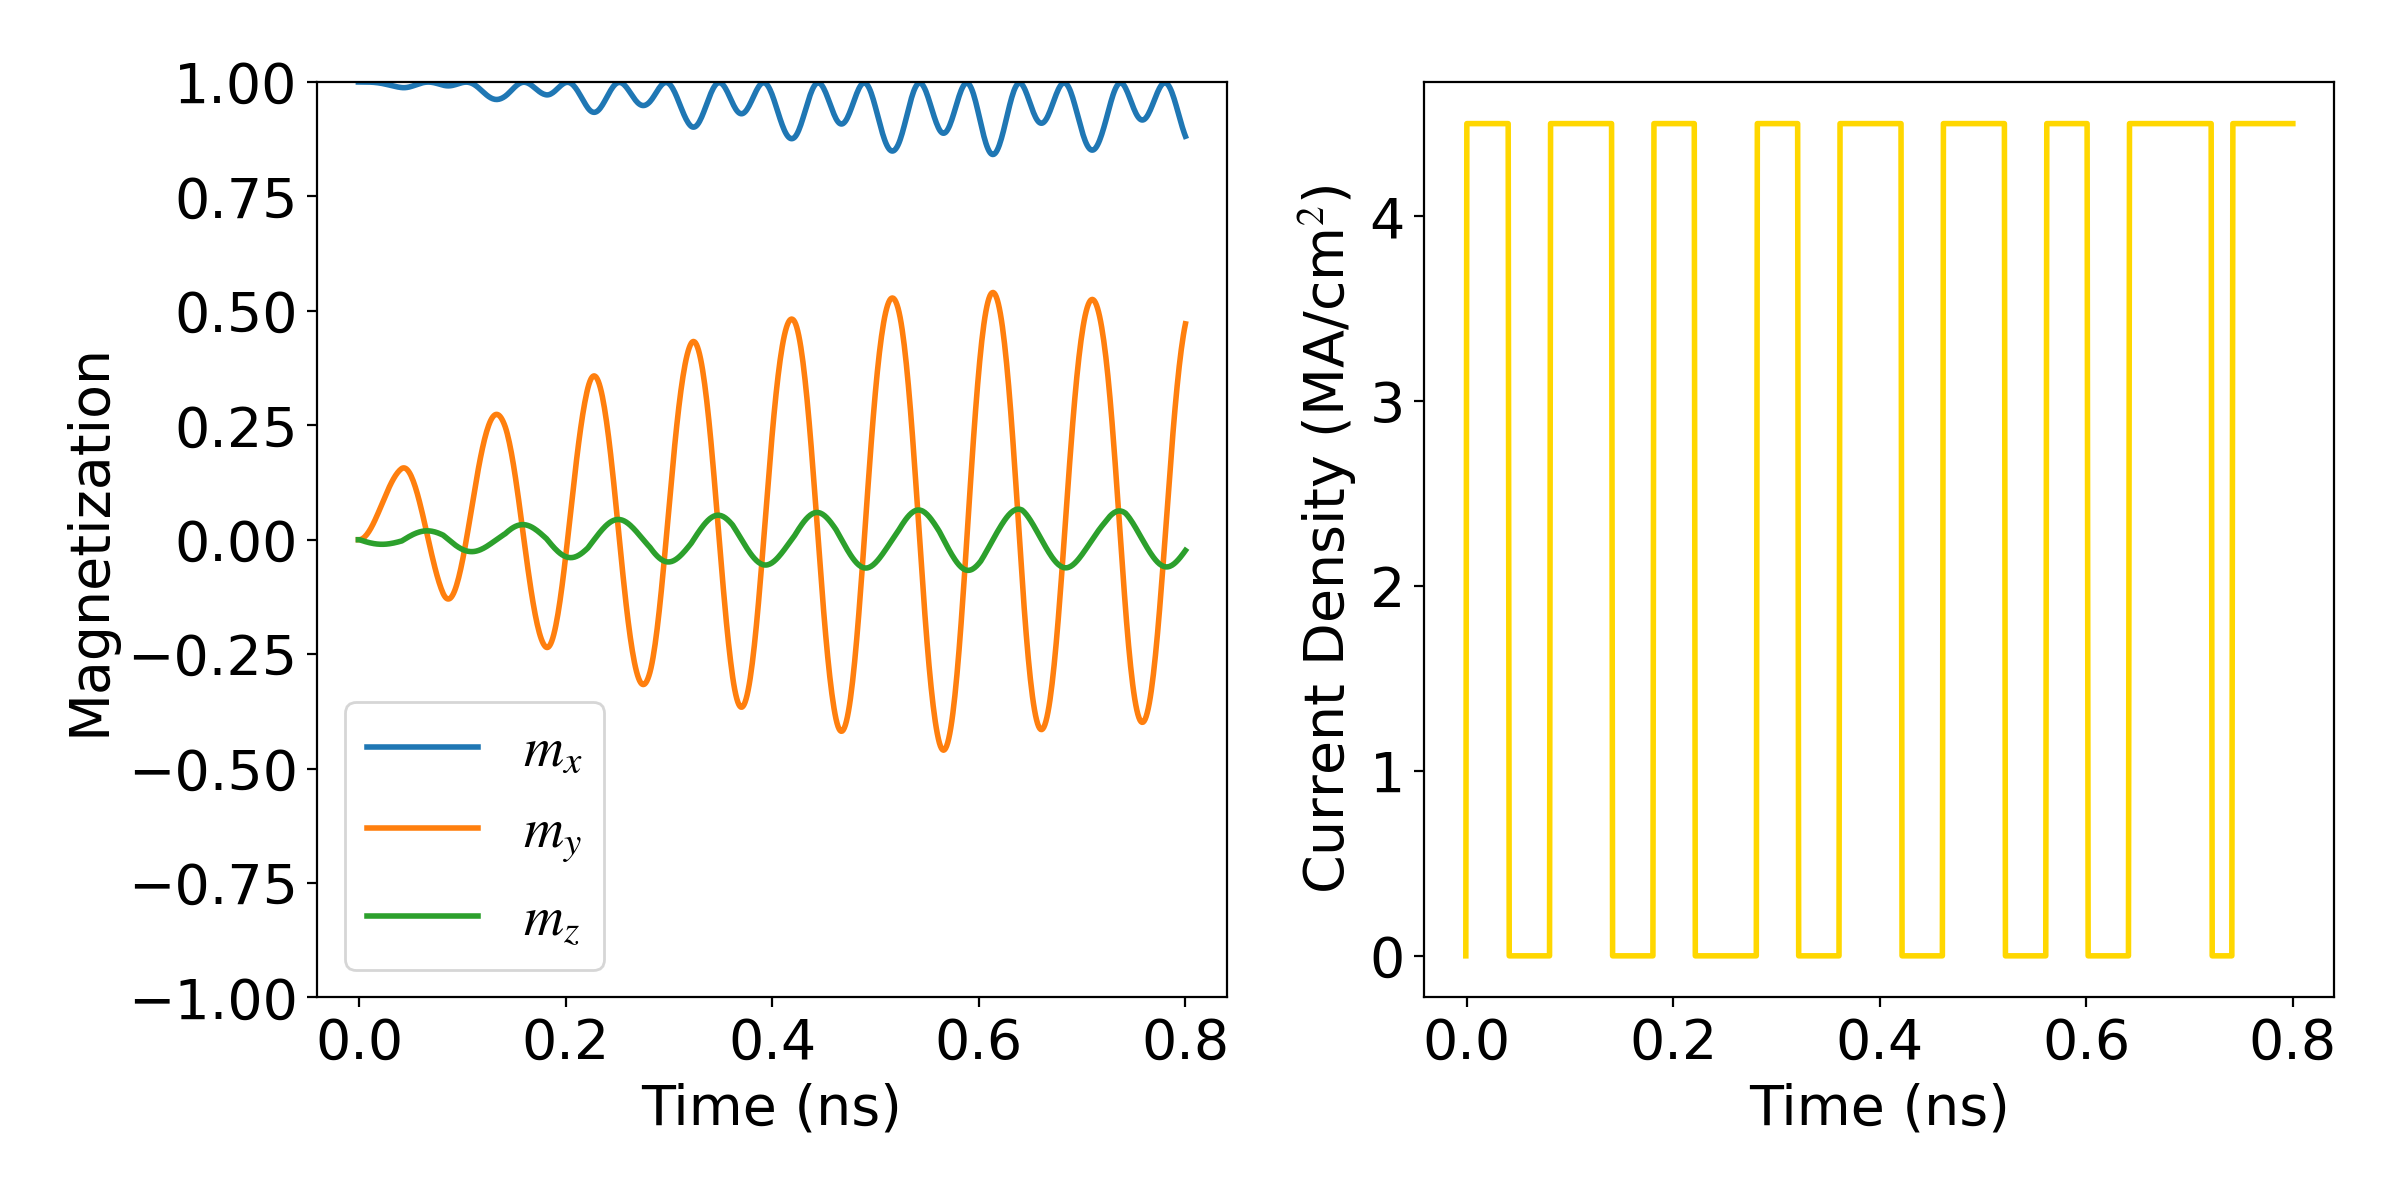 1.00
0.75
0.50
0.25
0.00
−0.25
−0.50
−0.75
−1.00
Magnetization
m_x
m_y
m_z
0.0 0.2 0.4 0.6 0.8
Time (ns)
4
3
2
1
0
Current Density (MA/cm²)
0.0 0.2 0.4 0.6 0.8
Time (ns)